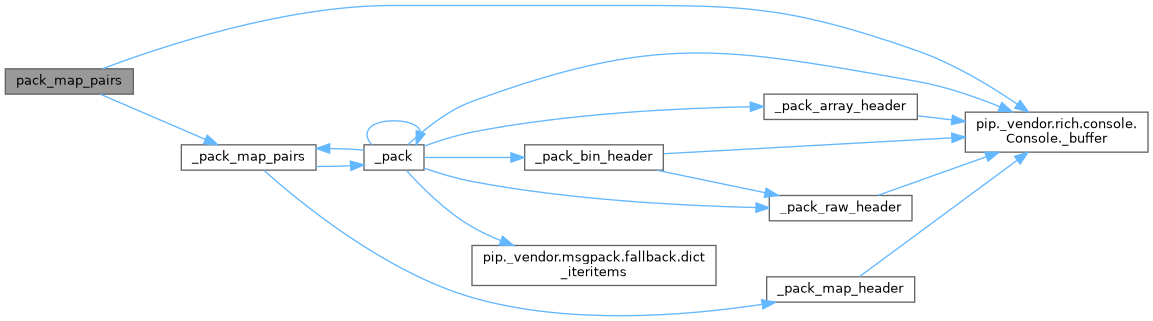 pack_map_pairs
_pack_map_pairs
_pack
_pack_bin_header
pip._vendor.msgpack.fallback.dict
_iteritems
_pack_array_header
_pack_raw_header
_pack_map_header
pip._vendor.rich.console.
Console._buffer